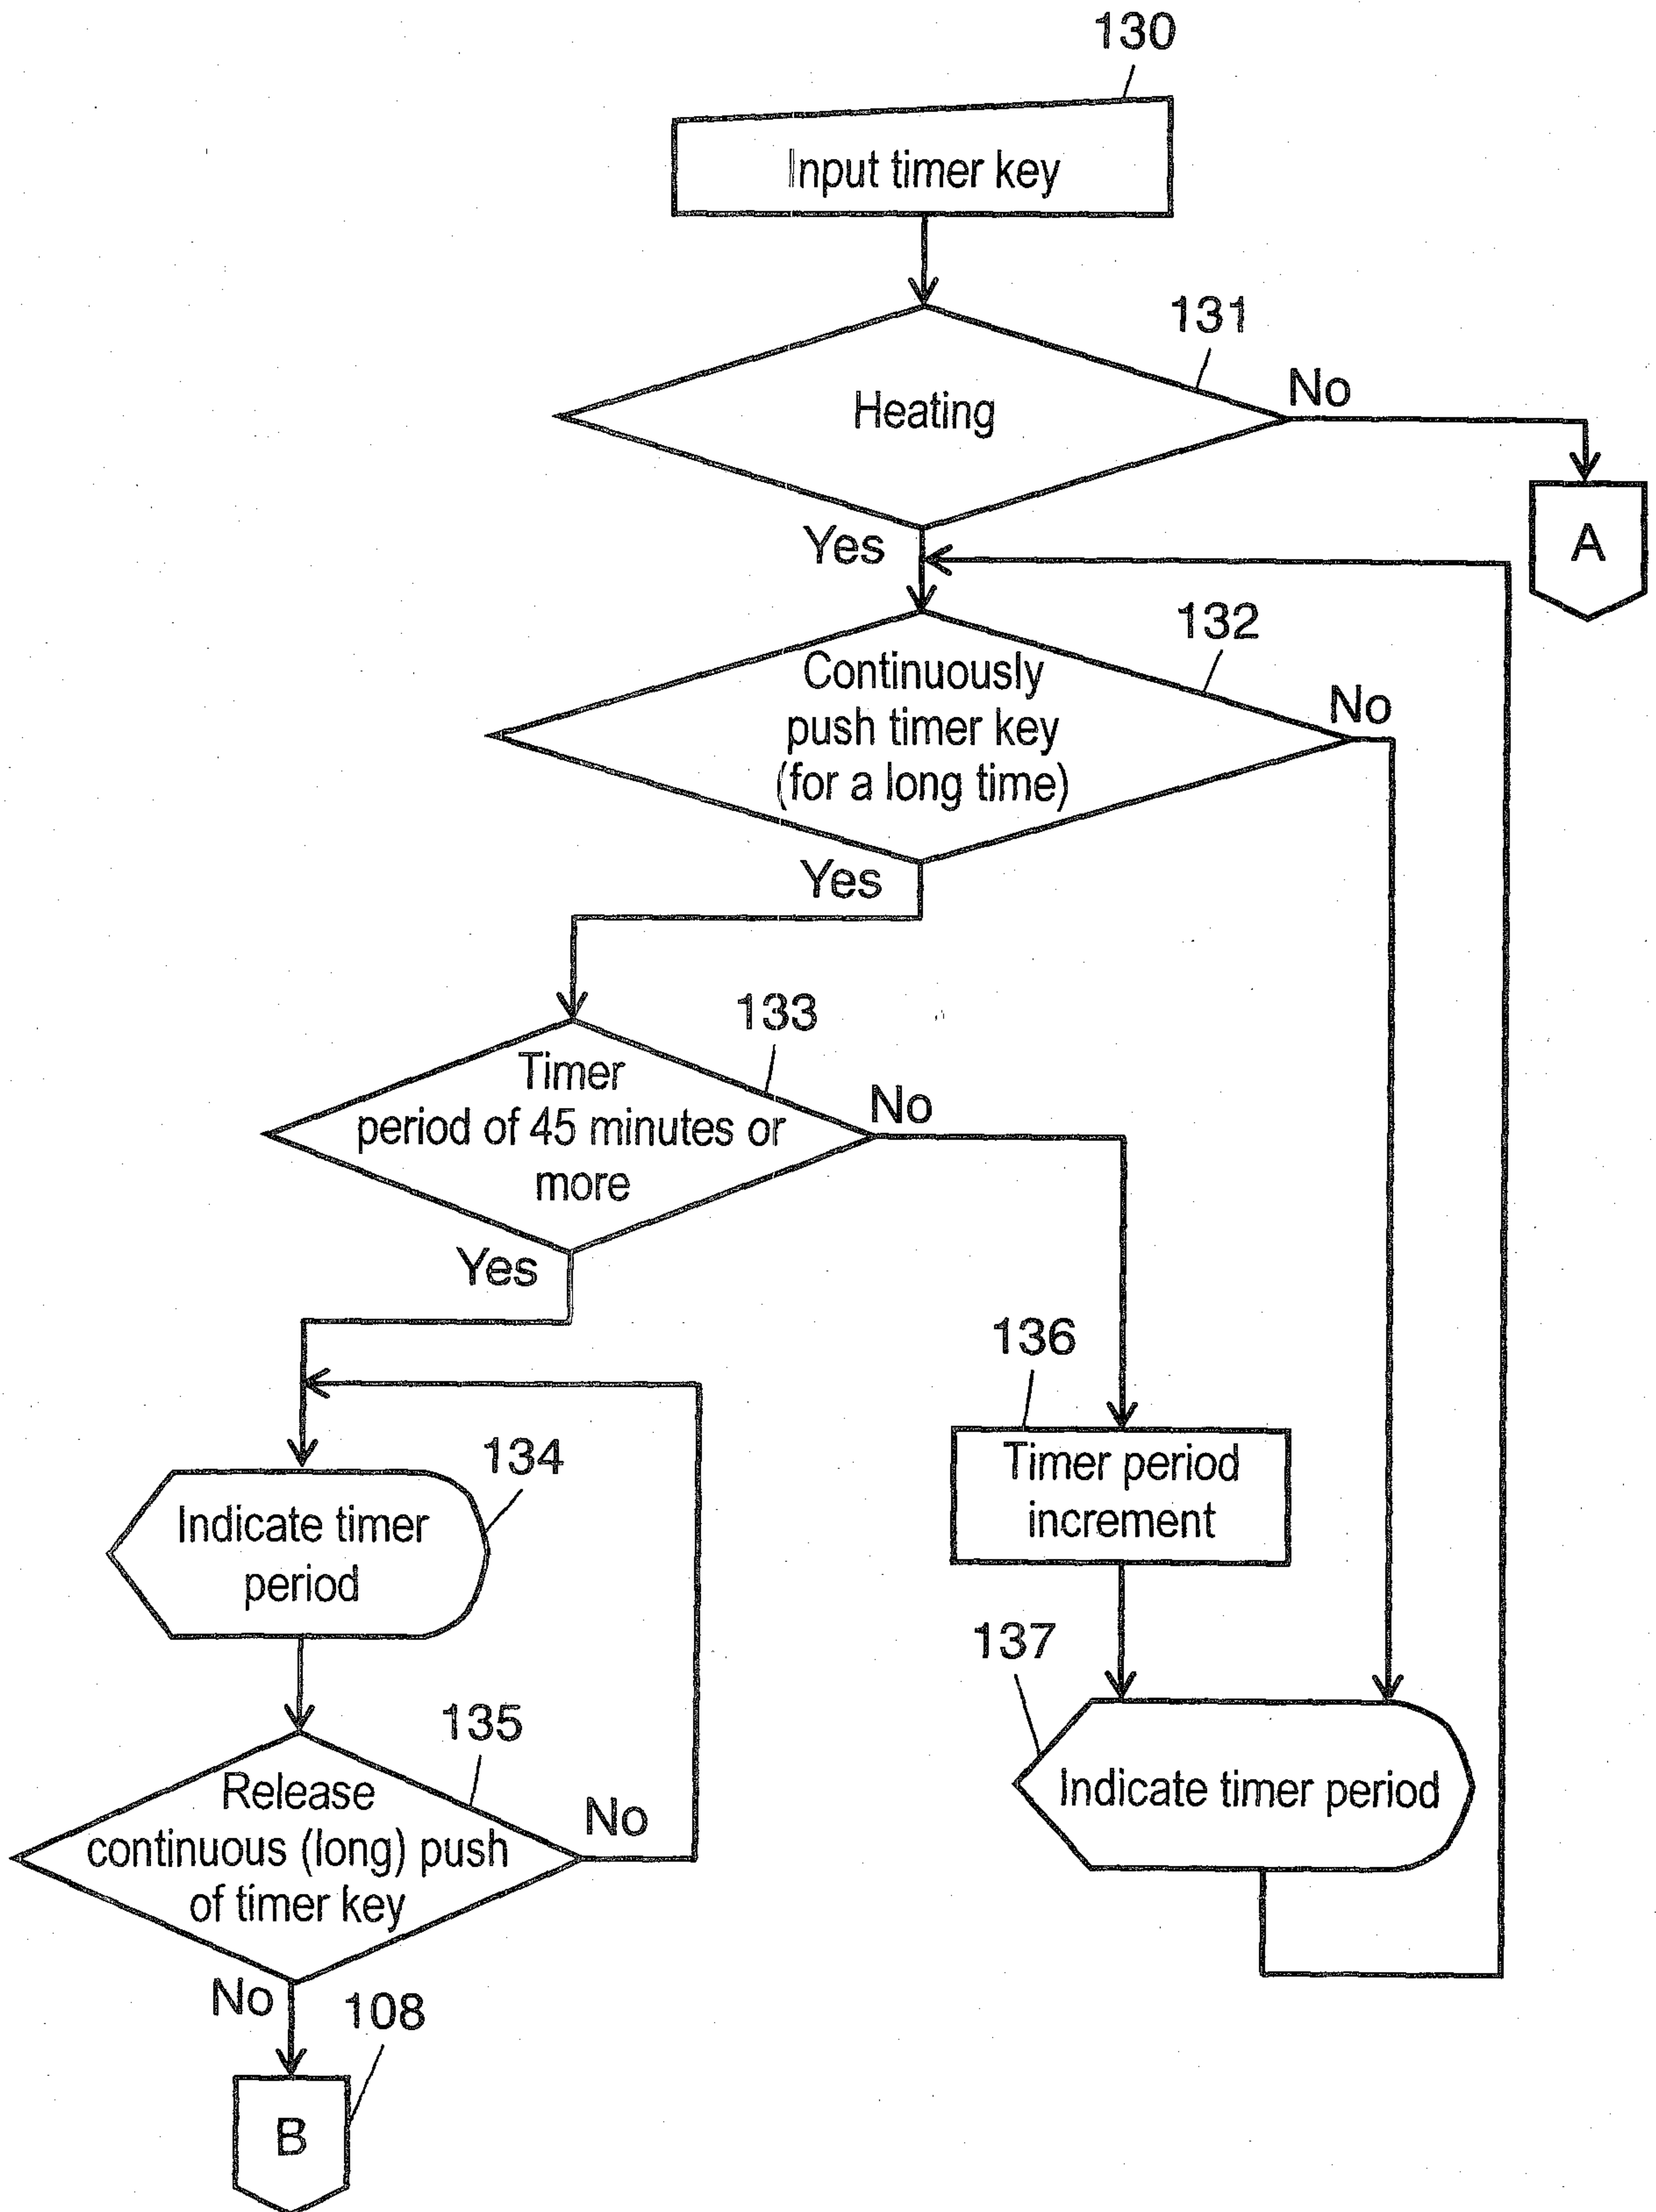 130
Input timer key
131
Heating
No
A
Yes
132
Continuously
push timer key
(for a long time)
No
Yes
133
Timer
period of 45 minutes or
more
No
Yes
136
Timer period
increment
134
Indicate timer
period
137
Indicate timer period
135
Release
continuous (long) push
of timer key
No
No
108
B